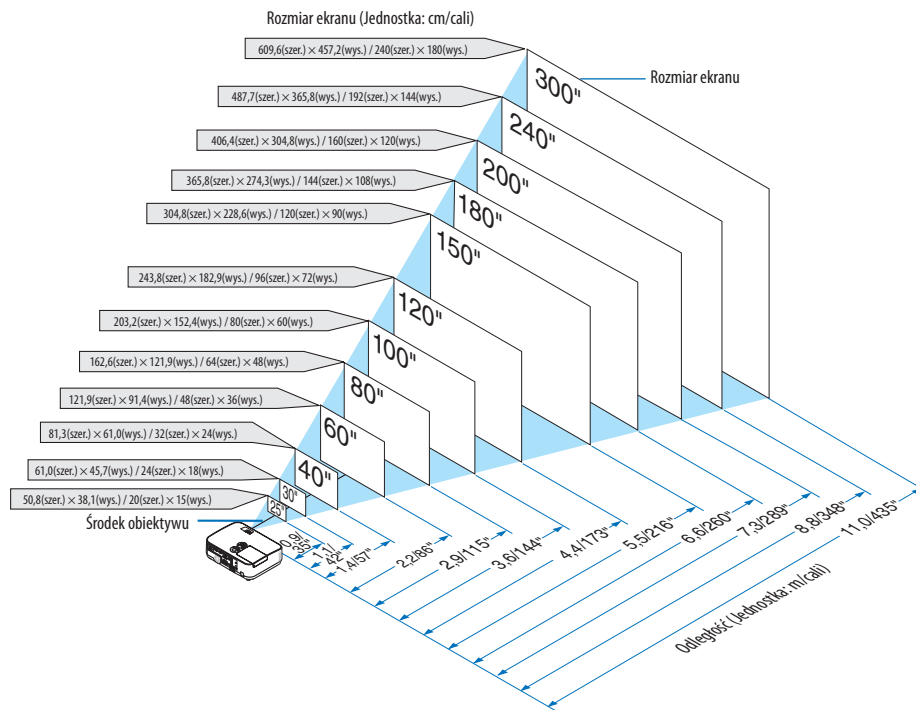 Rozmiar ekranu (Jednostka: cm/cali)
609,6(szer.) × 457,2(wys.) / 240(szer.) × 180(wys.)
Rozmiar ekranu
300"
487,7(szer.) × 365,8(wys.) / 192(szer.) × 144(wys.)
240"
406,4(szer.) × 304,8(wys.) / 160(szer.) × 120(wys.)
200"
365,8(szer.) × 274,3(wys.) / 144(szer.) × 108(wys.)
180"
304,8(szer.) × 228,6(wys.) / 120(szer.) × 90(wys.)
150"
243,8(szer.) × 182,9(wys.) / 96(szer.) × 72(wys.)
120"
203,2(szer.) × 152,4(wys.) / 80(szer.) × 60(wys.)
100"
162,6(szer.) × 121,9(wys.) / 64(szer.) × 48(wys.)
80"
121,9(szer.) × 91,4(wys.) / 48(szer.) × 36(wys.)
60"
81,3(szer.) × 61,0(wys.) / 32(szer.) × 24(wys.)
40"
61,0(szer.) × 45,7(wys.) / 24(szer.) × 18(wys.)
30"
50,8(szer.) × 38,1(wys.) / 20(szer.) × 15(wys.)
25"
Środek obiektywu
0,9/
35"
1,1/
42"
1,4/57"
2,2/86"
2,9/115"
3,6/144"
4,4/173"
5,5/216"
6,6/260"
7,3/289"
8,8/348"
11,0/435"
Odległość (Jednostka: m/cali)